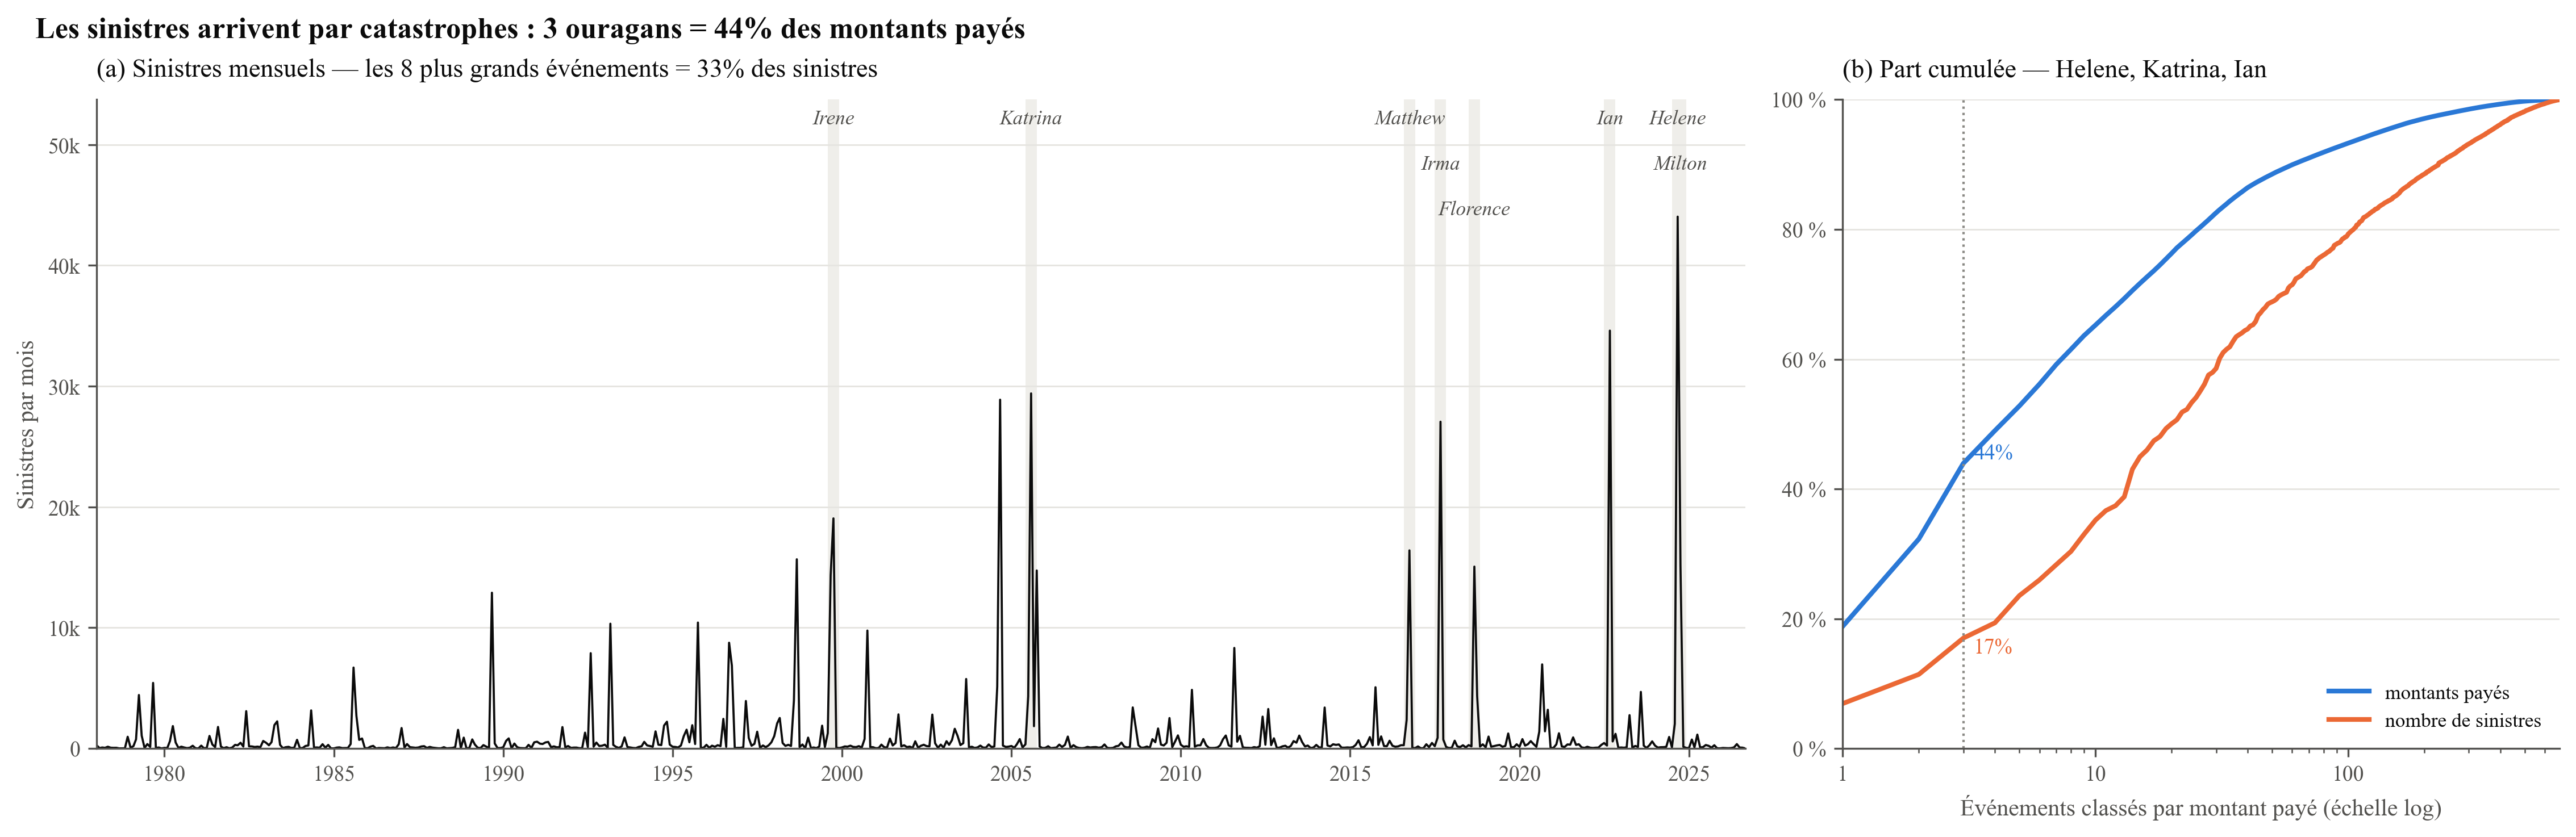 Les sinistres arrivent par catastrophes : 3 ouragans = 44% des montants payés
(a) Sinistres mensuels — les 8 plus grands événements = 33% des sinistres
Irene
Katrina
Matthew
Ian
Helene
Irma
Milton
Florence
50k
40k
30k
20k
10k
0
Sinistres par mois
1980
1985
1990
1995
2000
2005
2010
2015
2020
2025
(b) Part cumulée — Helene, Katrina, Ian
100 %
80 %
60 %
40 %
20 %
0 %
44%
17%
montants payés
nombre de sinistres
1
10
100
Événements classés par montant payé (échelle log)